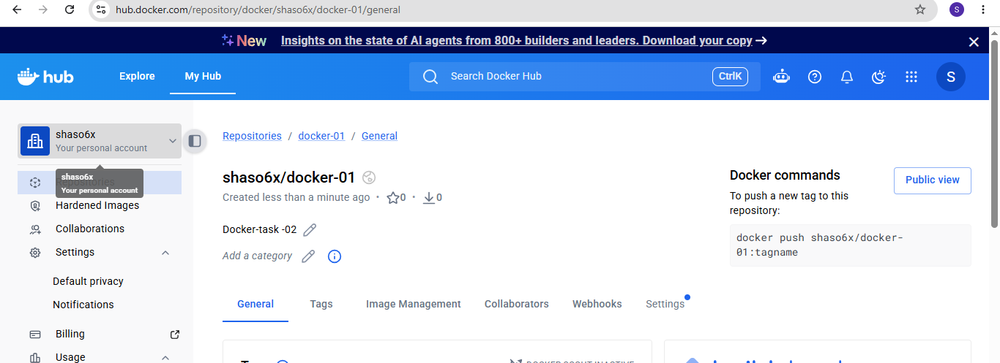 hub.docker.com/repository/docker/shaso6x/docker-01/general
S
New Insights on the state of AI agents from 800+ builders and leaders. Download your copy →
hub
Explore
My Hub
Search Docker Hub
CtrlK
S
shaso6x
Your personal account
shaso6x
Your personal account
Repositories
Hardened Images
Collaborations
Settings
Default privacy
Notifications
Billing
Usage
Repositories / docker-01 / General
shaso6x/docker-01
Created less than a minute ago · 0 · 0
Docker-task -02
Add a category
Docker commands
Public view
To push a new tag to this
repository:
docker push shaso6x/docker-
01:tagname
General
Tags
Image Management
Collaborators
Webhooks
Settings
DOCKER SCOUT INACTIVE